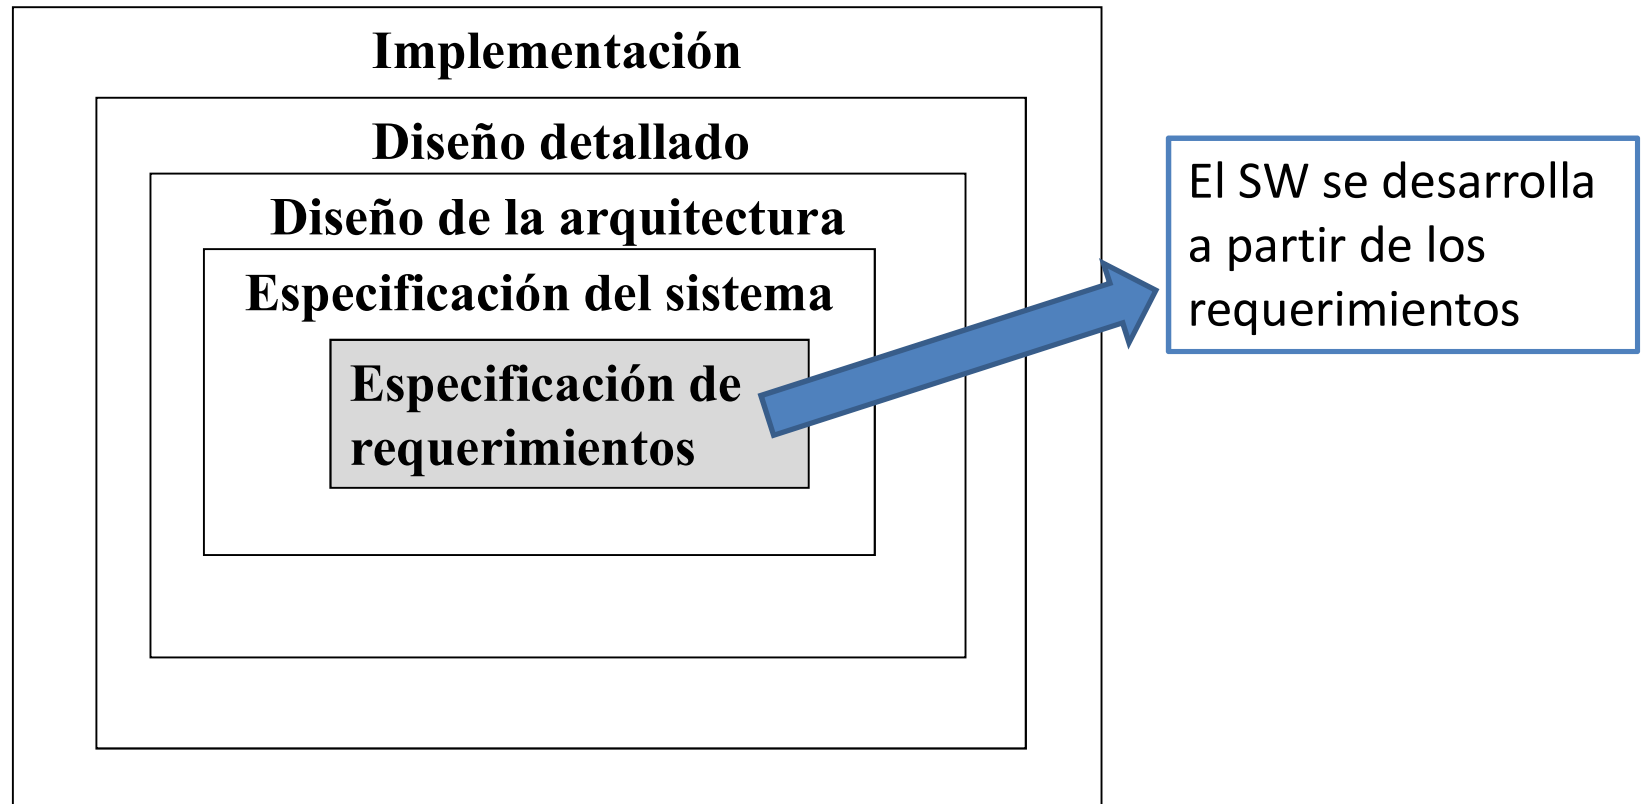 Implementación
Diseño detallado
Diseño de la arquitectura
Especificación del sistema
Especificación de
requerimientos
El SW se desarrolla
a partir de los
requerimientos